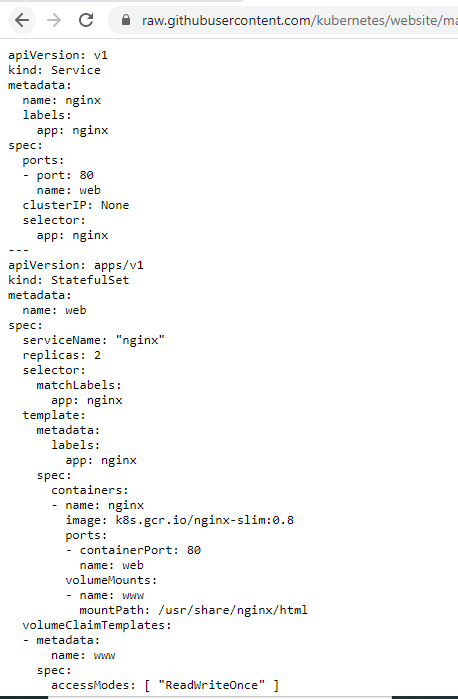 raw.githubusercontent.com/kubernetes/website/ma
apiVersion: v1
kind: Service
metadata:
  name: nginx
  labels:
    app: nginx
spec:
  ports:
  - port: 80
    name: web
  clusterIP: None
  selector:
    app: nginx
---
apiVersion: apps/v1
kind: StatefulSet
metadata:
  name: web
spec:
  serviceName: "nginx"
  replicas: 2
  selector:
    matchLabels:
      app: nginx
  template:
    metadata:
      labels:
        app: nginx
    spec:
      containers:
      - name: nginx
        image: k8s.gcr.io/nginx-slim:0.8
        ports:
        - containerPort: 80
          name: web
        volumeMounts:
        - name: www
          mountPath: /usr/share/nginx/html
  volumeClaimTemplates:
  - metadata:
      name: www
    spec:
      accessModes: [ "ReadWriteOnce" ]